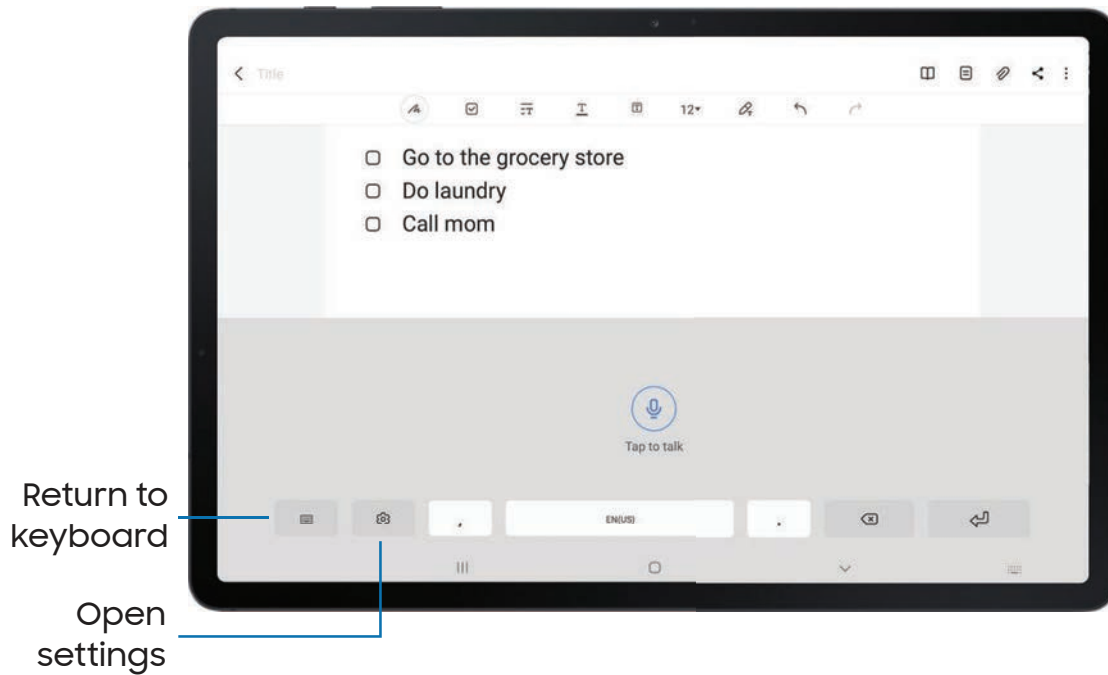 Title
12
Go to the grocery store
Do laundry
Call mom
Tap to talk
Return to
keyboard
, EN(US) .
Open
settings